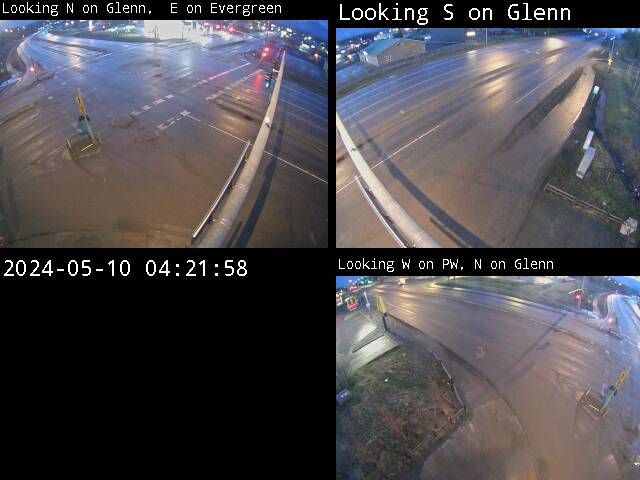 Looking N on Glenn,  E on Evergreen
Looking S on Glenn
2024-05-10 04:21:58
Looking W on PW, N on Glenn